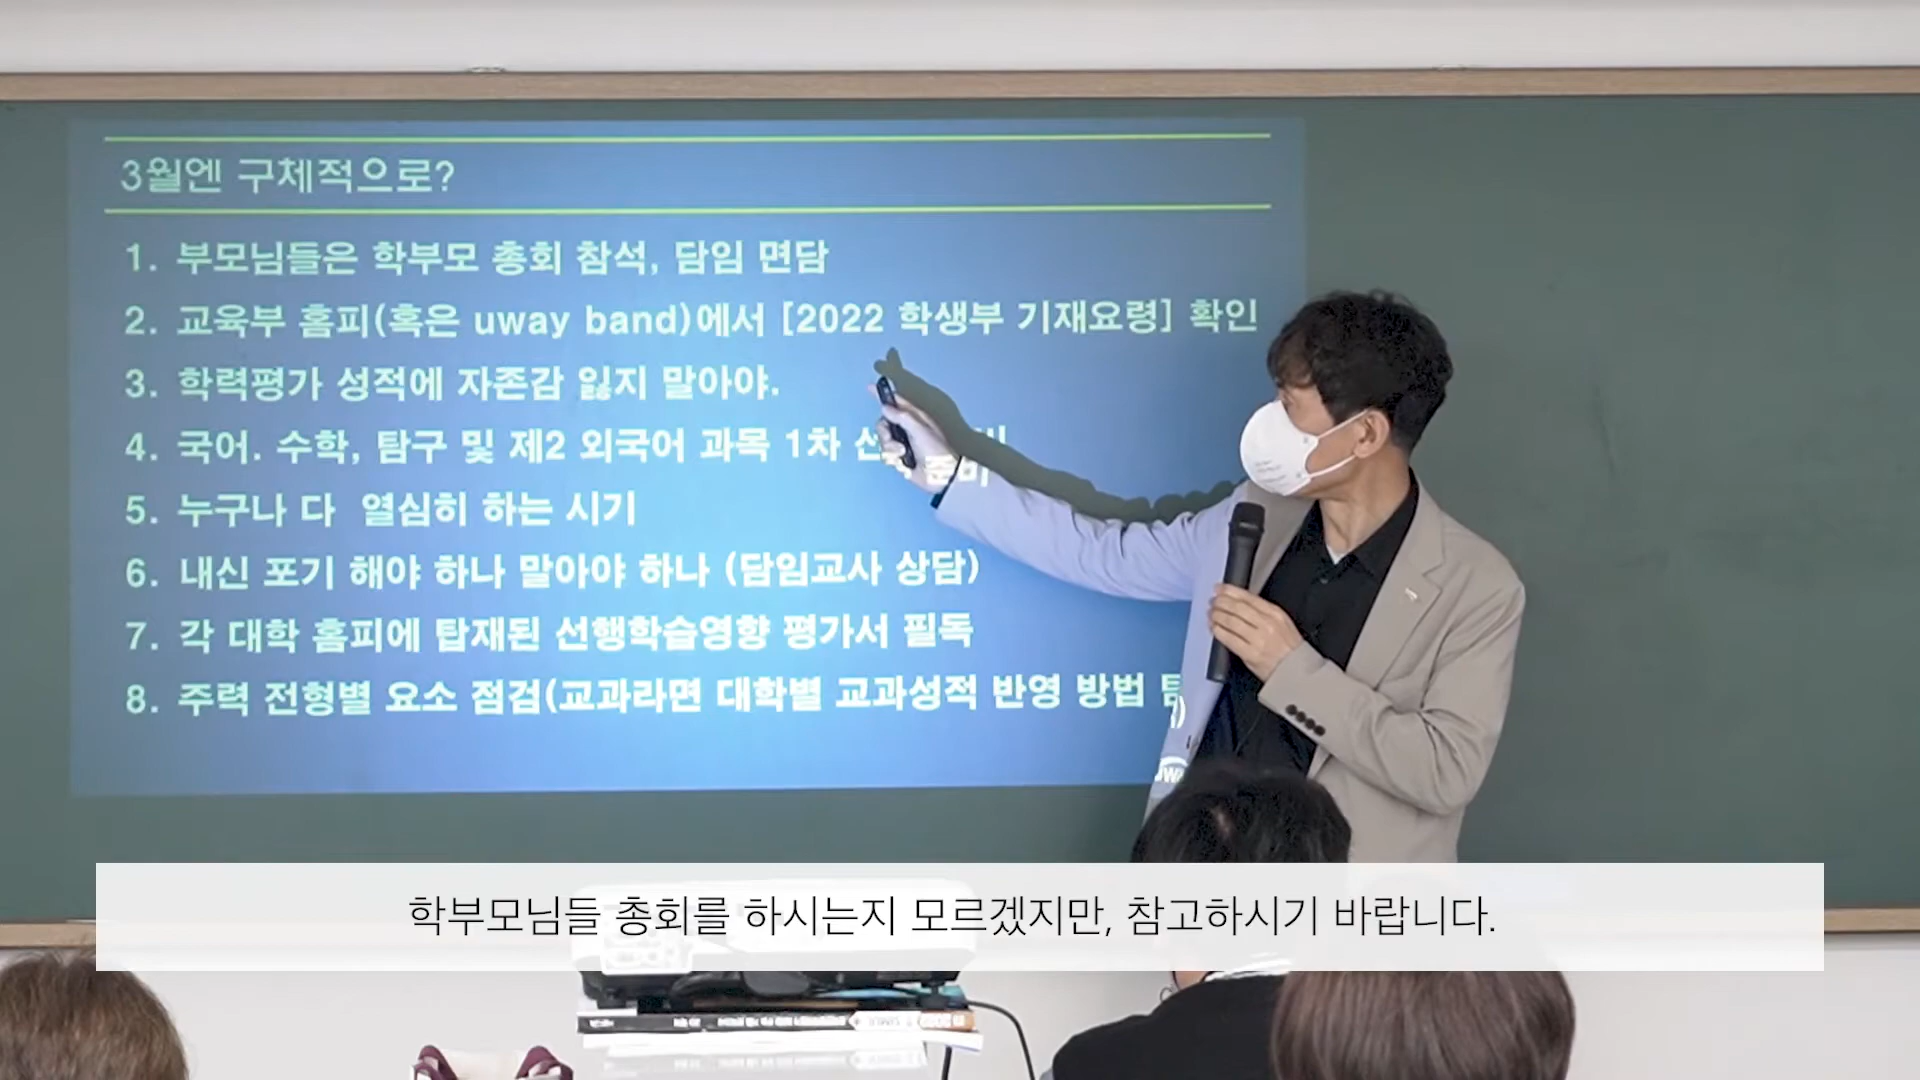 3월엔 구체적으로?
1. 부모님들은 학부모 총회 참석, 담임 면담
2. 교육부 홈피(혹은 uway band)에서 [2022 학생부 기재요령] 확인
3. 학력평가 성적에 자존감 잃지 말아야.
4. 국어. 수학, 탐구 및 제2 외국어 과목 1차 선 준비
5. 누구나 다 열심히 하는 시기
6. 내신 포기 해야 하나 말아야 하나 (담임교사 상담)
7. 각 대학 홈피에 탑재된 선행학습영향 평가서 필독
8. 주력 전형별 요소 점검(교과라면 대학별 교과성적 반영 방법
학부모님들 총회를 하시는지 모르겠지만, 참고하시기 바랍니다.